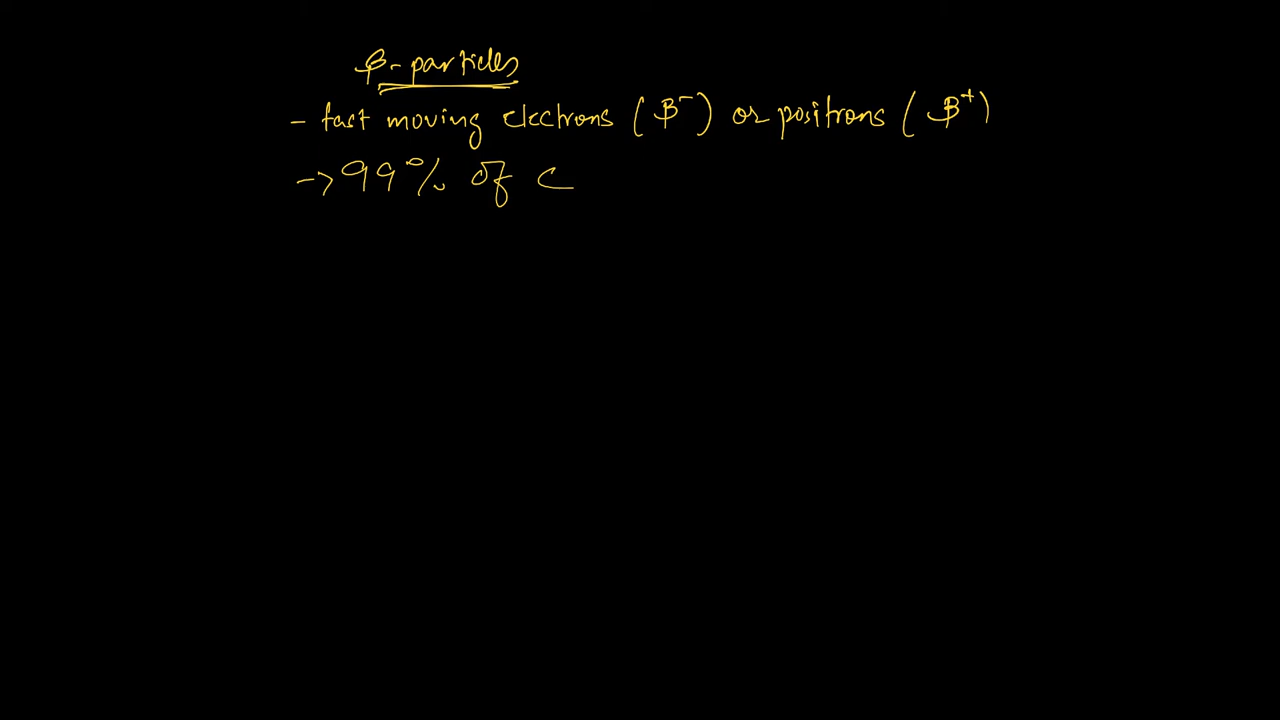 β-particles
- fast moving electrons (β⁻) or positrons (β⁺)
→ 99% of c